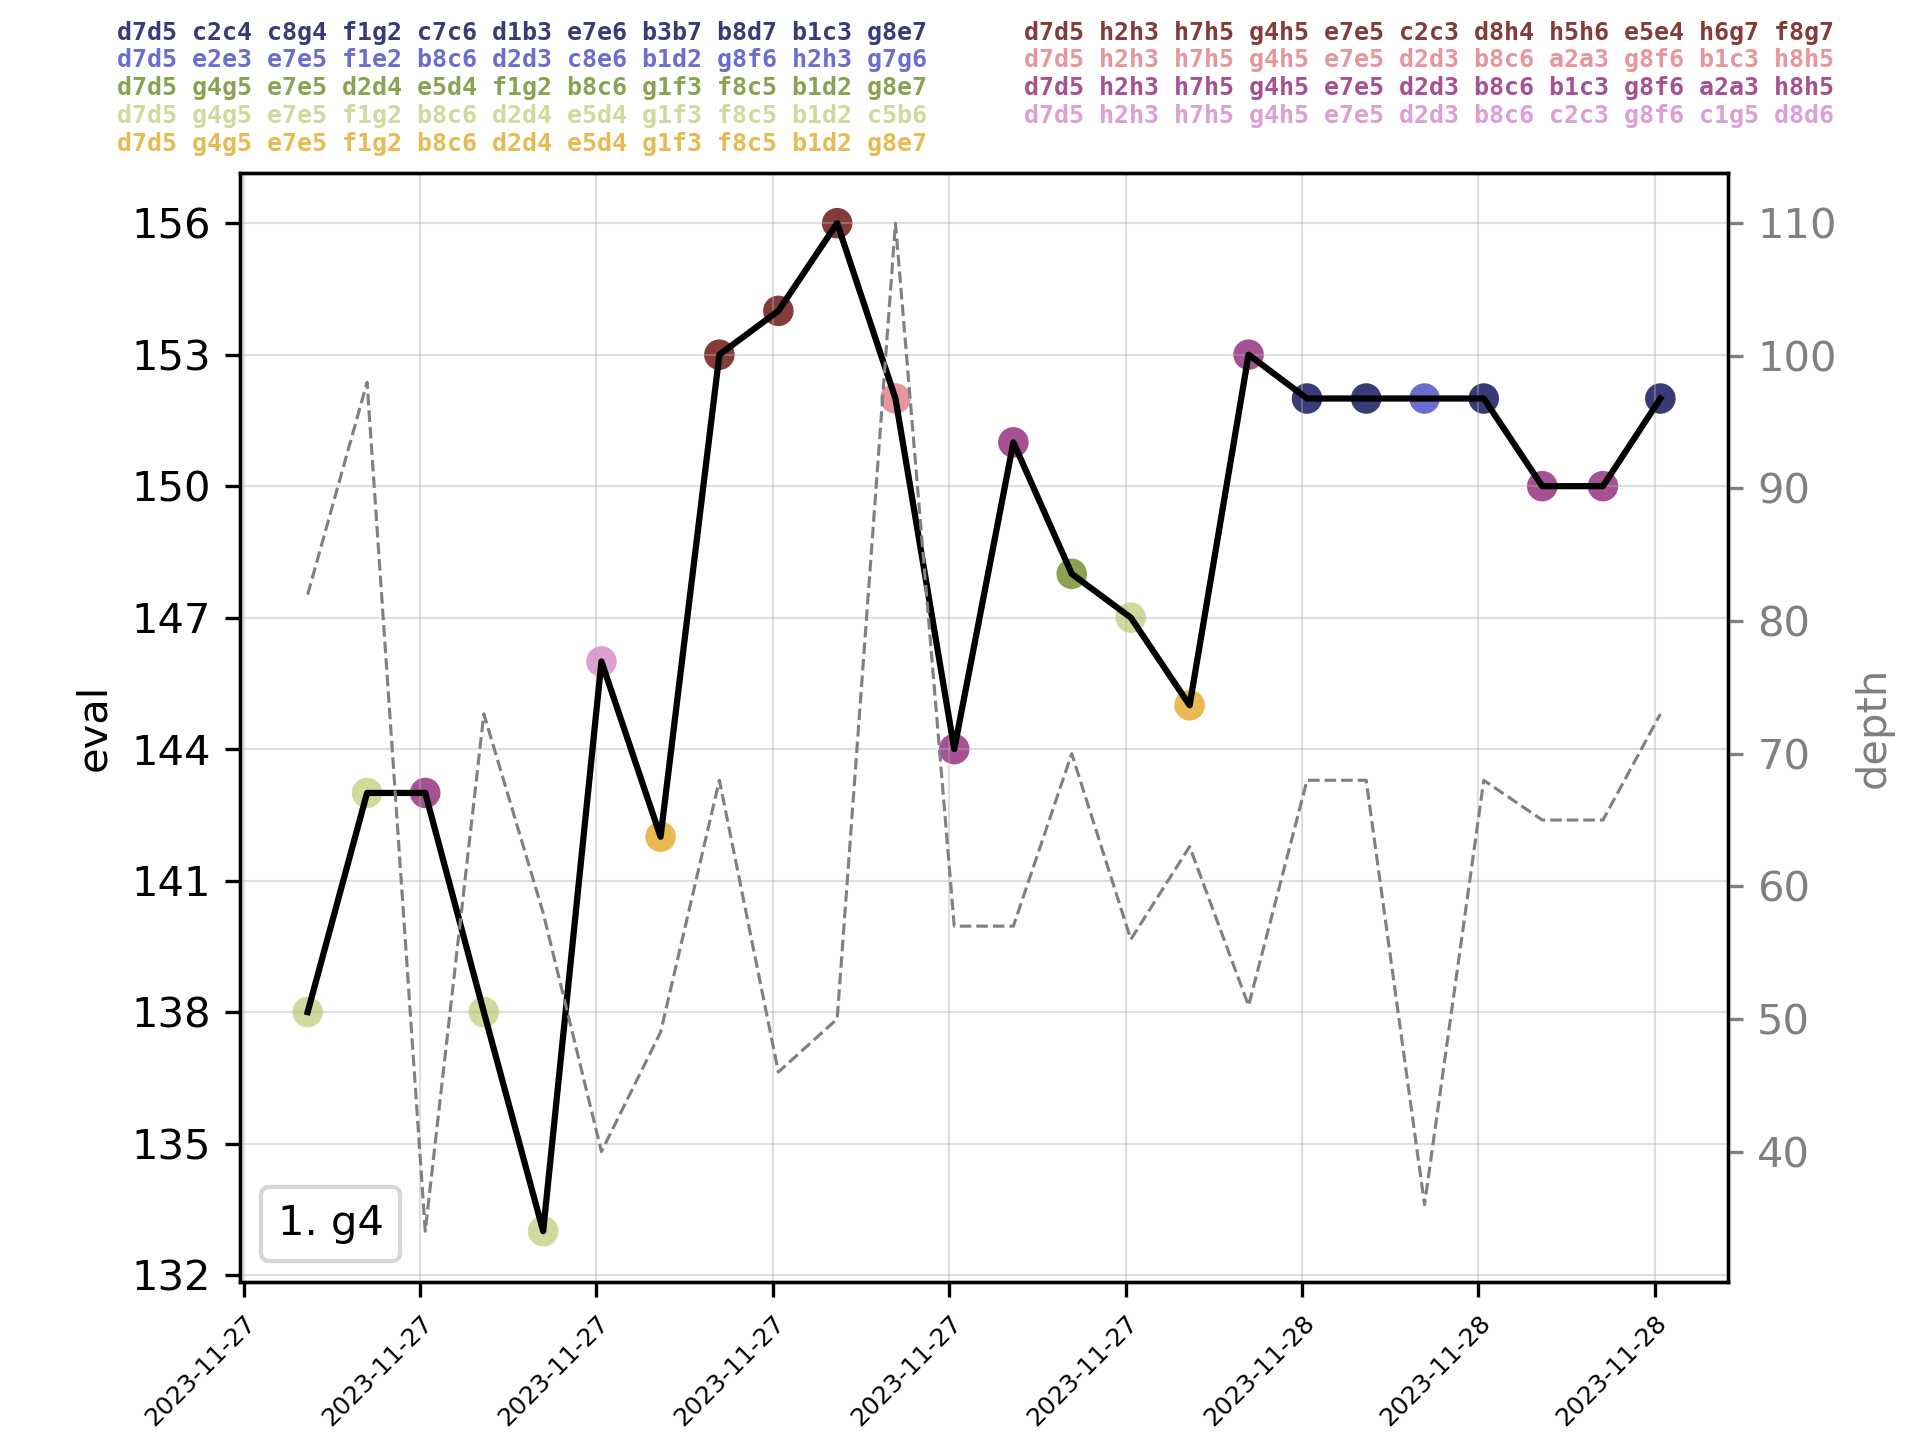 d7d5 c2c4 c8g4 f1g2 c7c6 d1b3 e7e6 b3b7 b8d7 b1c3 g8e7
d7d5 e2e3 e7e5 f1e2 b8c6 d2d3 c8e6 b1d2 g8f6 h2h3 g7g6
d7d5 g4g5 e7e5 d2d4 e5d4 f1g2 b8c6 g1f3 f8c5 b1d2 g8e7
d7d5 g4g5 e7e5 f1g2 b8c6 d2d4 e5d4 g1f3 f8c5 b1d2 c5b6
d7d5 g4g5 e7e5 f1g2 b8c6 d2d4 e5d4 g1f3 f8c5 b1d2 g8e7
d7d5 h2h3 h7h5 g4h5 e7e5 c2c3 d8h4 h5h6 e5e4 h6g7 f8g7
d7d5 h2h3 h7h5 g4h5 e7e5 d2d3 b8c6 a2a3 g8f6 b1c3 h8h5
d7d5 h2h3 h7h5 g4h5 e7e5 d2d3 b8c6 b1c3 g8f6 a2a3 h8h5
d7d5 h2h3 h7h5 g4h5 e7e5 d2d3 b8c6 c2c3 g8f6 c1g5 d8d6
156
153
150
147
144
141
138
135
132
eval
110
100
90
80
70
60
50
40
depth
1. g4
2023-11-27
2023-11-27
2023-11-27
2023-11-27
2023-11-27
2023-11-27
2023-11-28
2023-11-28
2023-11-28